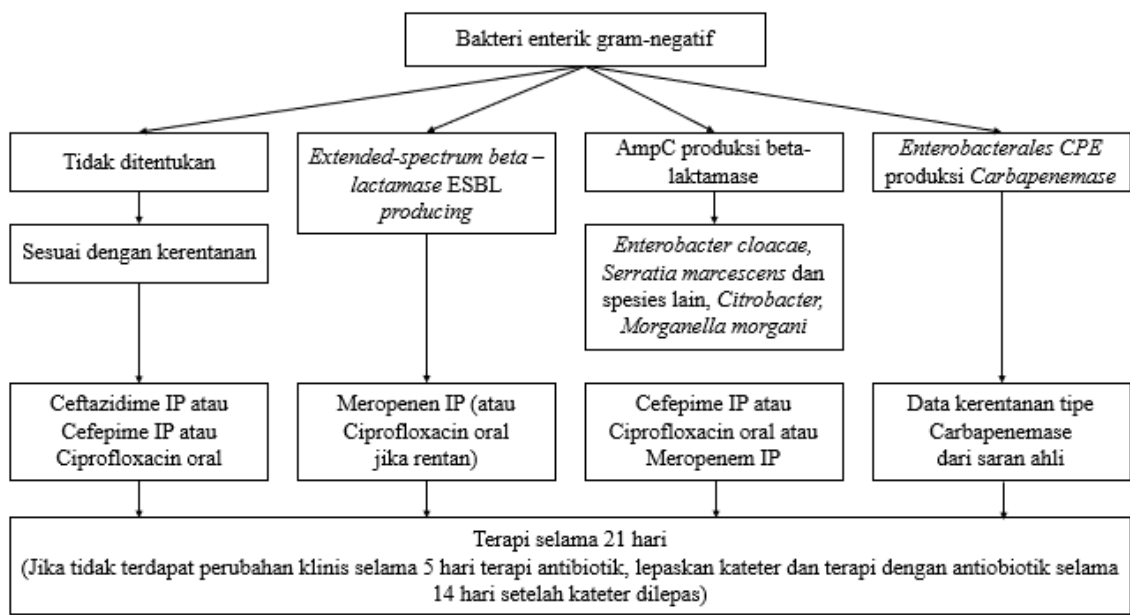 Bakteri enterik gram-negatif
Tidak ditentukan
Extended-spectrum beta –
lactamase ESBL
producing
AmpC produksi beta-
laktamase
Enterobacterales CPE
produksi Carbapenemase
Sesuai dengan kerentanan
Enterobacter cloacae,
Serratia marcescens dan
spesies lain, Citrobacter,
Morganella morgani
Ceftazidime IP atau
Cefepime IP atau
Ciprofloxacin oral
Meropenen IP (atau
Ciprofloxacin oral
jika rentan)
Cefepime IP atau
Ciprofloxacin oral atau
Meropenem IP
Data kerentanan tipe
Carbapenemase
dari saran ahli
Terapi selama 21 hari
(Jika tidak terdapat perubahan klinis selama 5 hari terapi antibiotik, lepaskan kateter dan terapi dengan antiobiotik selama
14 hari setelah kateter dilepas)